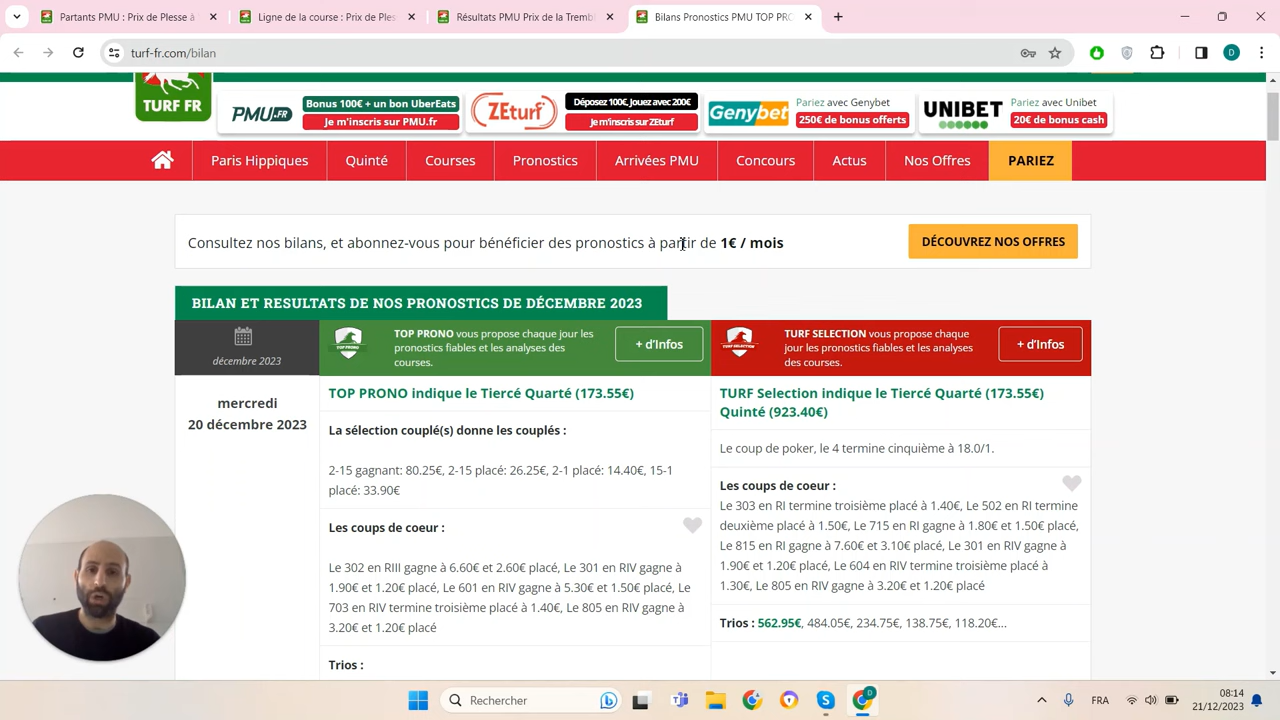 Partants PMU : Prix de Plesse à
Ligne de la course : Prix de Ples
Résultats PMU Prix de la Trembl
Bilans Pronostics PMU TOP PRO
turf-fr.com/bilan
D
TURF FR
PMU.FR
Bonus 100€ + un bon UberEats
Je m'inscris sur PMU.fr
ZEturf
Déposez 100€, Jouez avec 200€
Je m'inscris sur ZEturf
Genybet
Pariez avec Genybet
250€ de bonus offerts
UNIBET
Pariez avec Unibet
20€ de bonus cash
Paris Hippiques
Quinté
Courses
Pronostics
Arrivées PMU
Concours
Actus
Nos Offres
PARIEZ
Consultez nos bilans, et abonnez-vous pour bénéficier des pronostics à partir de 1€ / mois
DÉCOUVREZ NOS OFFRES
BILAN ET RESULTATS DE NOS PRONOSTICS DE DÉCEMBRE 2023
décembre 2023
TOP PRONO
TOP PRONO vous propose chaque jour les
pronostics fiables et les analyses des
courses.
+ d'Infos
TURF SELECTION
TURF SELECTION vous propose chaque
jour les pronostics fiables et les analyses
des courses.
+ d'Infos
mercredi
20 décembre 2023
TOP PRONO indique le Tiercé Quarté (173.55€)
La sélection couplé(s) donne les couplés :
2-15 gagnant: 80.25€, 2-15 placé: 26.25€, 2-1 placé: 14.40€, 15-1
placé: 33.90€
Les coups de coeur :
Le 302 en RIII gagne à 6.60€ et 2.60€ placé, Le 301 en RIV gagne à
1.90€ et 1.20€ placé, Le 601 en RIV gagne à 5.30€ et 1.50€ placé, Le
703 en RIV termine troisième placé à 1.40€, Le 805 en RIV gagne à
3.20€ et 1.20€ placé
Trios :
TURF Selection indique le Tiercé Quarté (173.55€)
Quinté (923.40€)
Le coup de poker, le 4 termine cinquième à 18.0/1.
Les coups de coeur :
Le 303 en RI termine troisième placé à 1.40€, Le 502 en RI termine
deuxième placé à 1.50€, Le 715 en RI gagne à 1.80€ et 1.50€ placé,
Le 815 en RI gagne à 7.60€ et 3.10€ placé, Le 301 en RIV gagne à
1.90€ et 1.20€ placé, Le 604 en RIV termine troisième placé à
1.30€, Le 805 en RIV gagne à 3.20€ et 1.20€ placé
Trios : 562.95€, 484.05€, 234.75€, 138.75€, 118.20€...
Rechercher
D
FRA
08:14
21/12/2023